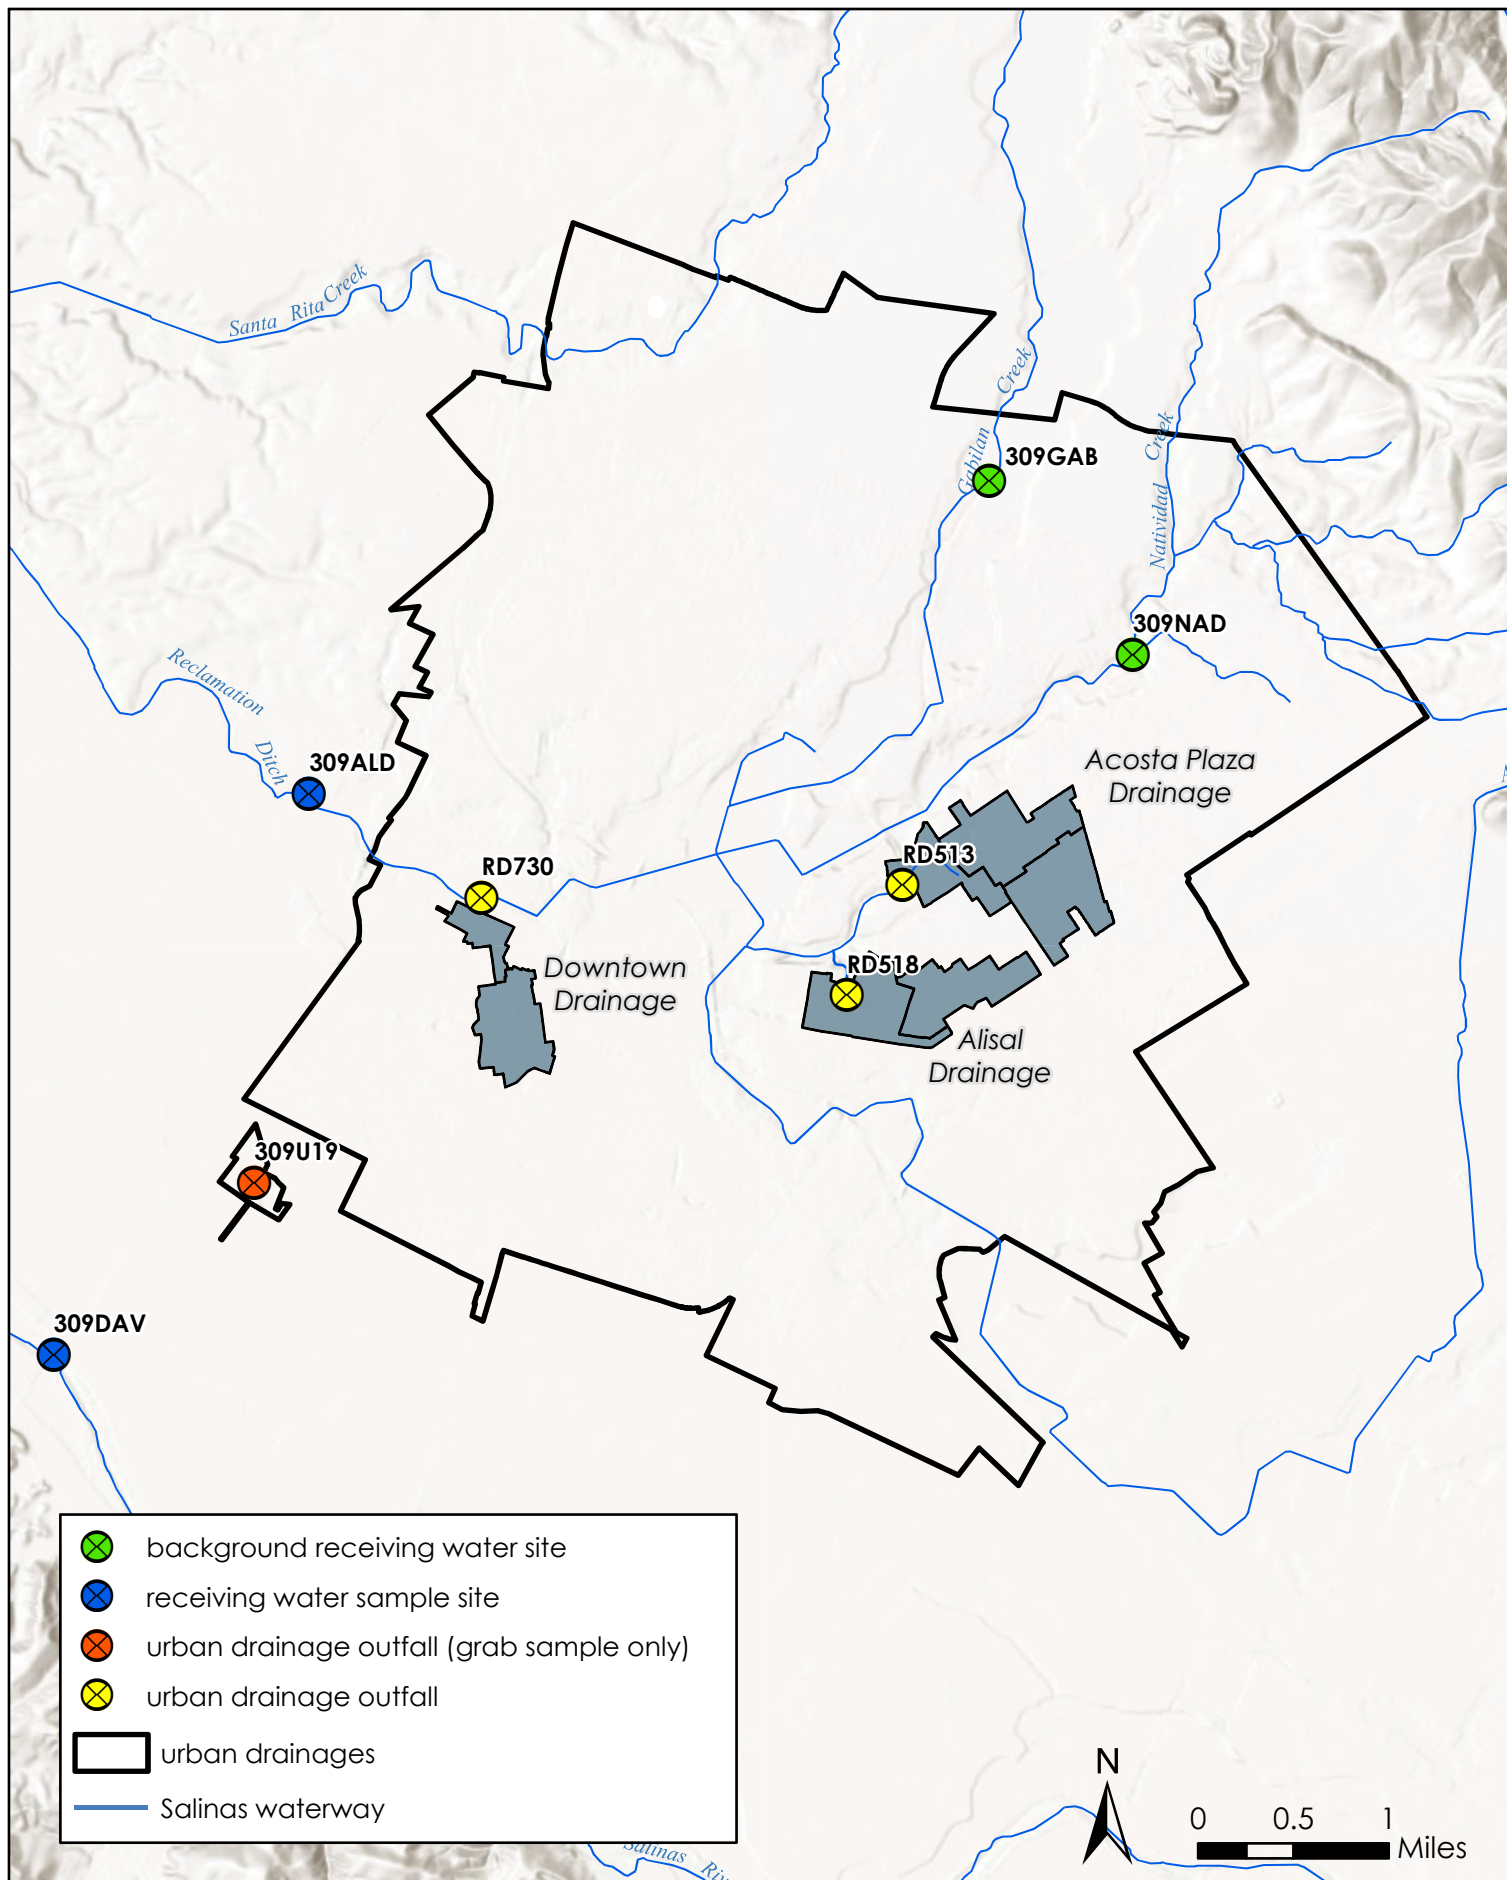 Santa Rita Creek
Gabilan Creek
Natividad Creek
309GAB
309NAD
Reclamation Ditch
309ALD
Acosta Plaza
Drainage
RD730
RD513
Downtown
Drainage
RD518
Alisal
Drainage
309U19
309DAV
background receiving water site
receiving water sample site
urban drainage outfall (grab sample only)
urban drainage outfall
urban drainages
Salinas waterway
Salinas
N
0 0.5 1
Miles